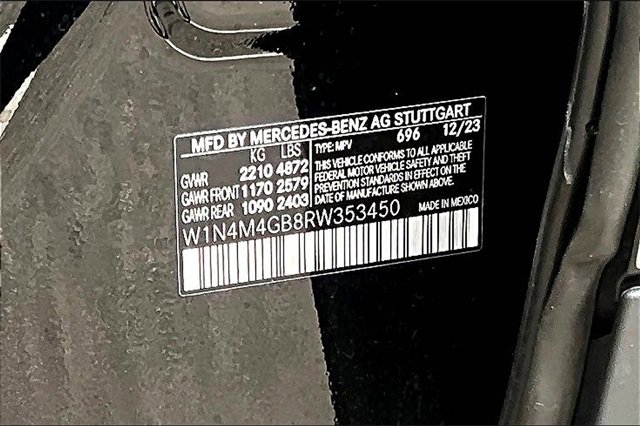 MFD BY MERCEDES-BENZ AG STUTTGART
KG LBS TYPE: MPV 696 12/23
GVWR 2210 4872
GAWR FRONT 1170 2579
GAWR REAR 1090 2403
THIS VEHICLE CONFORMS TO ALL APPLICABLE
FEDERAL MOTOR VEHICLE SAFETY AND THEFT
PREVENTION STANDARDS IN EFFECT ON THE
DATE OF MANUFACTURE SHOWN ABOVE.
W1N4M4GB8RW353450 MADE IN MEXICO